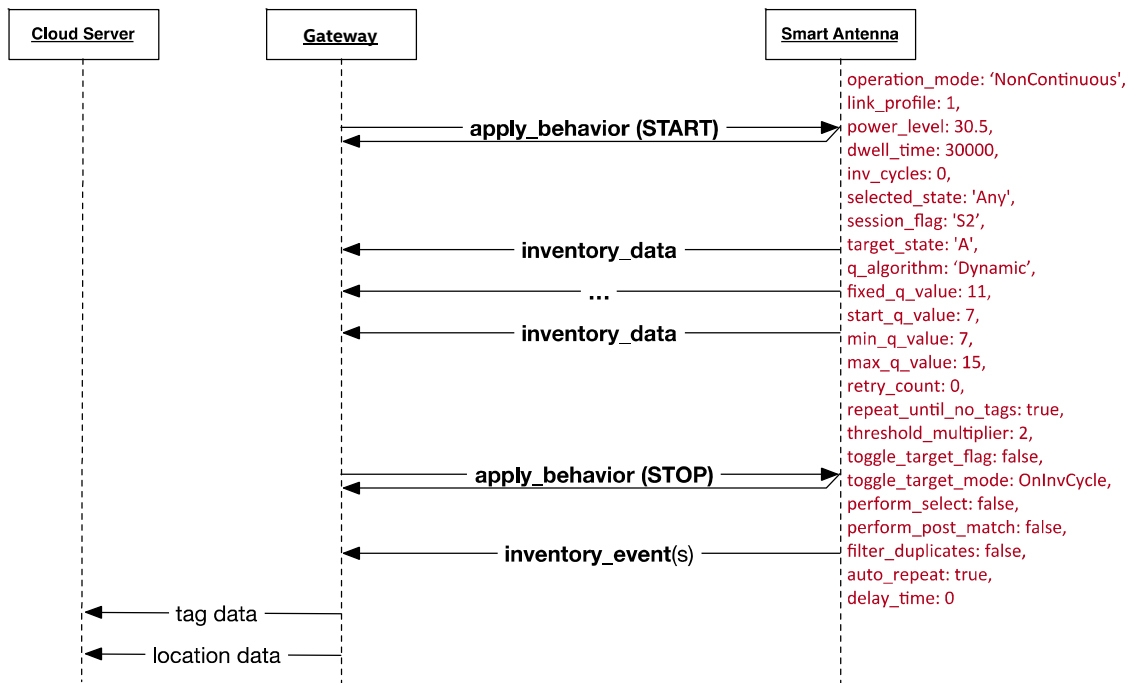 Cloud Server
Gateway
Smart Antenna
operation_mode: ‘NonContinuous’,
link_profile: 1,
apply_behavior (START)
power_level: 30.5,
dwell_time: 30000,
inv_cycles: 0,
selected_state: 'Any',
session_flag: 'S2’,
inventory_data
target_state: 'A',
q_algorithm: ‘Dynamic’,
...
fixed_q_value: 11,
start_q_value: 7,
inventory_data
min_q_value: 7,
max_q_value: 15,
retry_count: 0,
repeat_until_no_tags: true,
threshold_multiplier: 2,
toggle_target_flag: false,
apply_behavior (STOP)
toggle_target_mode: OnInvCycle,
perform_select: false,
perform_post_match: false,
inventory_event(s)
filter_duplicates: false,
auto_repeat: true,
delay_time: 0
tag data
location data